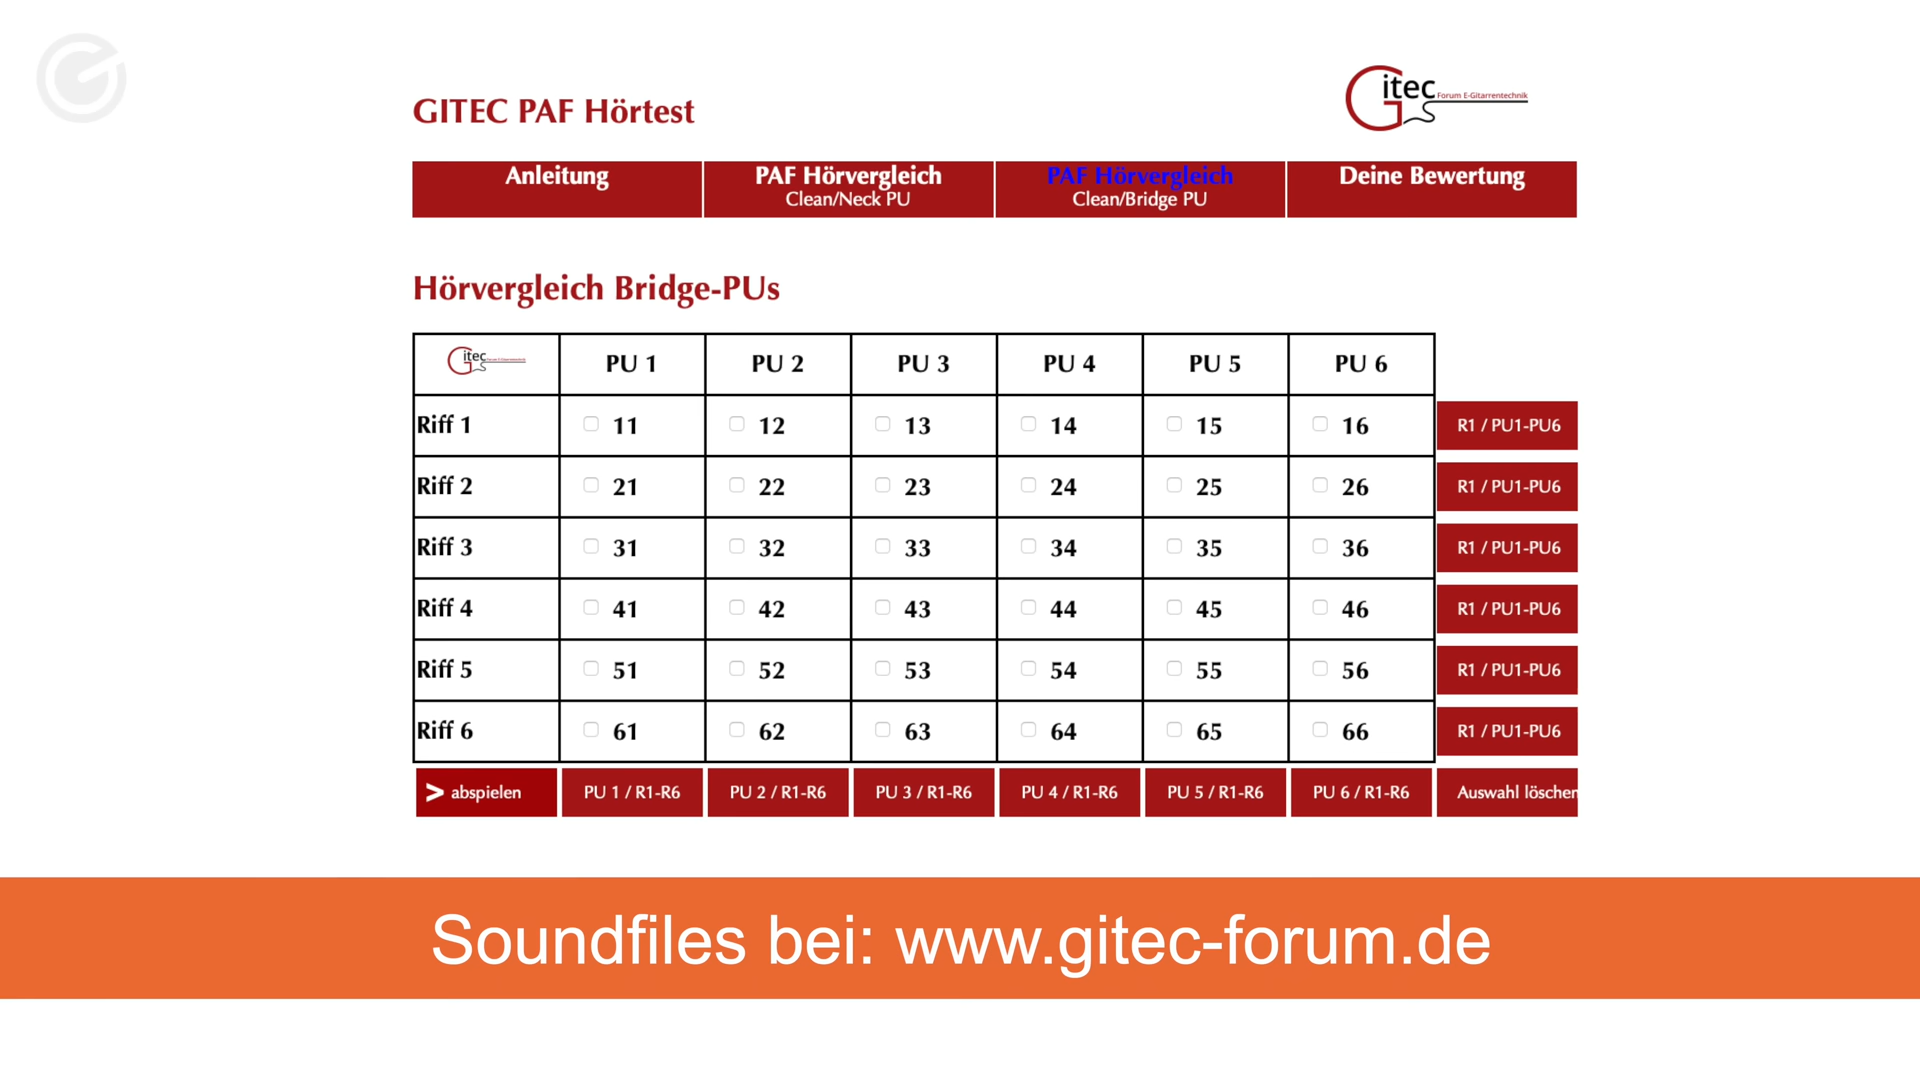 GITEC PAF Hörtest
Gitec Forum E-Gitarrentechnik
Anleitung
PAF Hörvergleich
Clean/Neck PU
PAF Hörvergleich
Clean/Bridge PU
Deine Bewertung
Hörvergleich Bridge-PUs
Gitec Forum E-Gitarrentechnik PU 1 PU 2 PU 3 PU 4 PU 5 PU 6
Riff 1 11 12 13 14 15 16 R1 / PU1-PU6
Riff 2 21 22 23 24 25 26 R1 / PU1-PU6
Riff 3 31 32 33 34 35 36 R1 / PU1-PU6
Riff 4 41 42 43 44 45 46 R1 / PU1-PU6
Riff 5 51 52 53 54 55 56 R1 / PU1-PU6
Riff 6 61 62 63 64 65 66 R1 / PU1-PU6
> abspielen PU 1 / R1-R6 PU 2 / R1-R6 PU 3 / R1-R6 PU 4 / R1-R6 PU 5 / R1-R6 PU 6 / R1-R6 Auswahl löschen
Soundfiles bei: www.gitec-forum.de